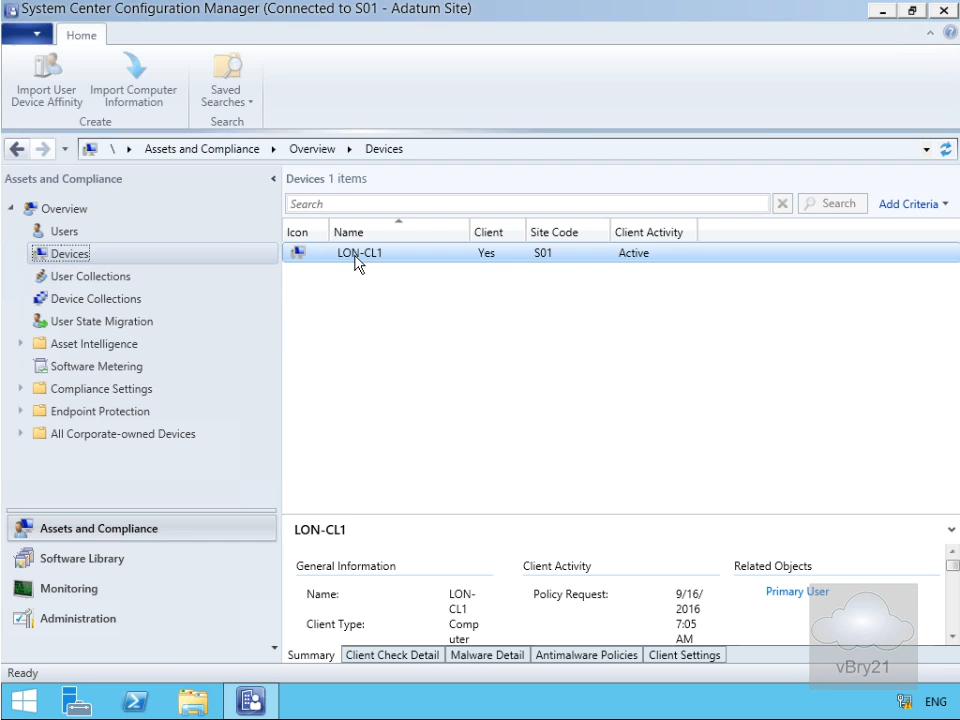 System Center Configuration Manager (Connected to S01 - Adatum Site)
Home
Import User Device Affinity
Import Computer Information
Saved Searches
Create
Search
\ Assets and Compliance Overview Devices
Assets and Compliance
Overview
Users
Devices
User Collections
Device Collections
User State Migration
Asset Intelligence
Software Metering
Compliance Settings
Endpoint Protection
All Corporate-owned Devices
Assets and Compliance
Software Library
Monitoring
Administration
Devices 1 items
Search Search Add Criteria
Icon Name Client Site Code Client Activity
LON-CL1 Yes S01 Active
LON-CL1
General Information Client Activity Related Objects
Name: LON-CL1 Policy Request: 9/16/2016 7:05 AM Primary User
Client Type: Computer
Summary Client Check Detail Malware Detail Antimalware Policies Client Settings
vBry21
Ready
ENG